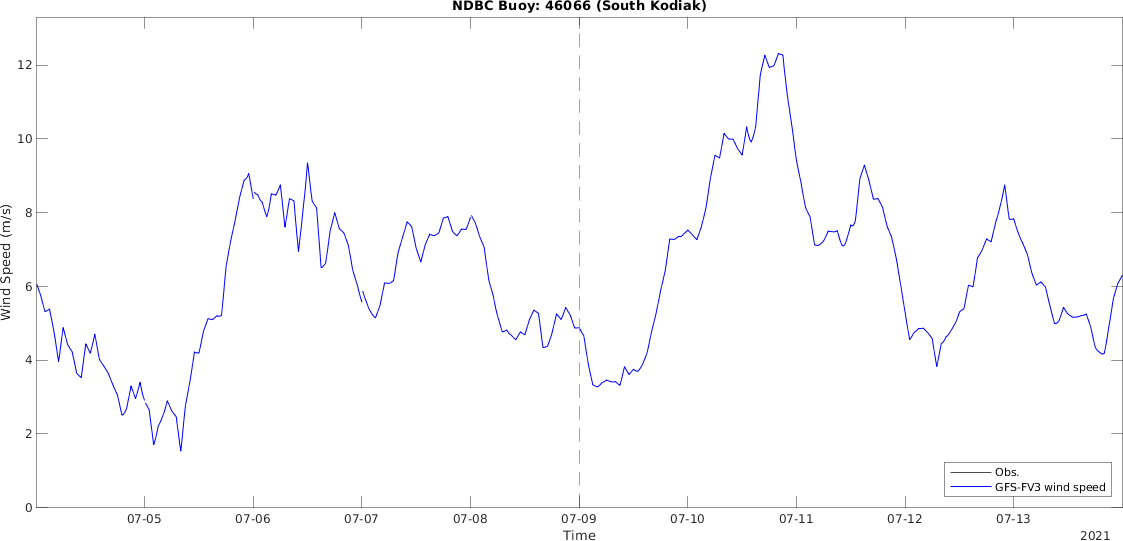 NDBC Buoy: 46066 (South Kodiak)
Wind Speed (m/s)
12
10
8
6
4
2
0
Obs.
GFS-FV3 wind speed
07-05 07-06 07-07 07-08 07-09 07-10 07-11 07-12 07-13
Time
2021